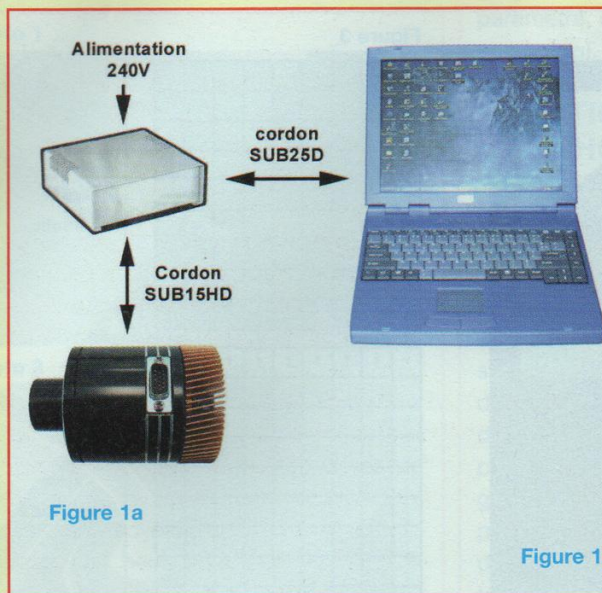 Alimentation
240V
cordon
SUB25D
Cordon
SUB15HD
Figure 1a
Figure 1